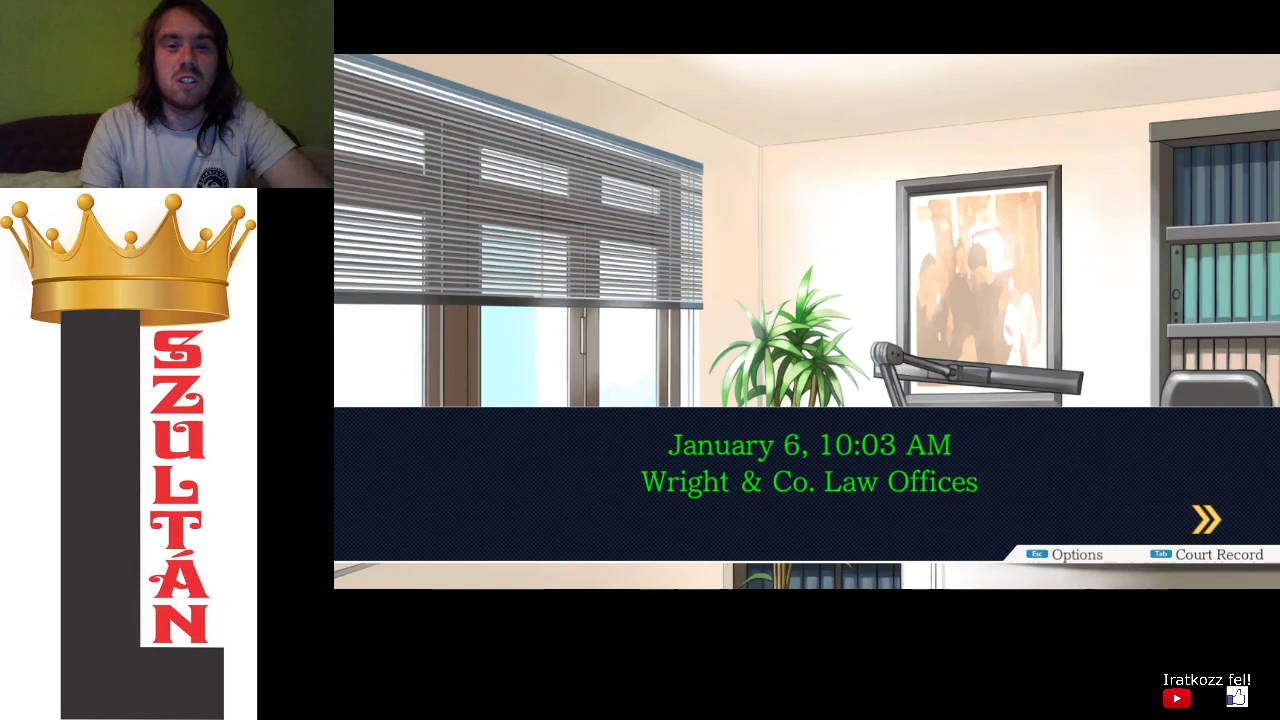 L
SZULTÁN
January 6, 10:03 AM
Wright & Co. Law Offices
Esc Options
Tab Court Record
Iratkozz fel!